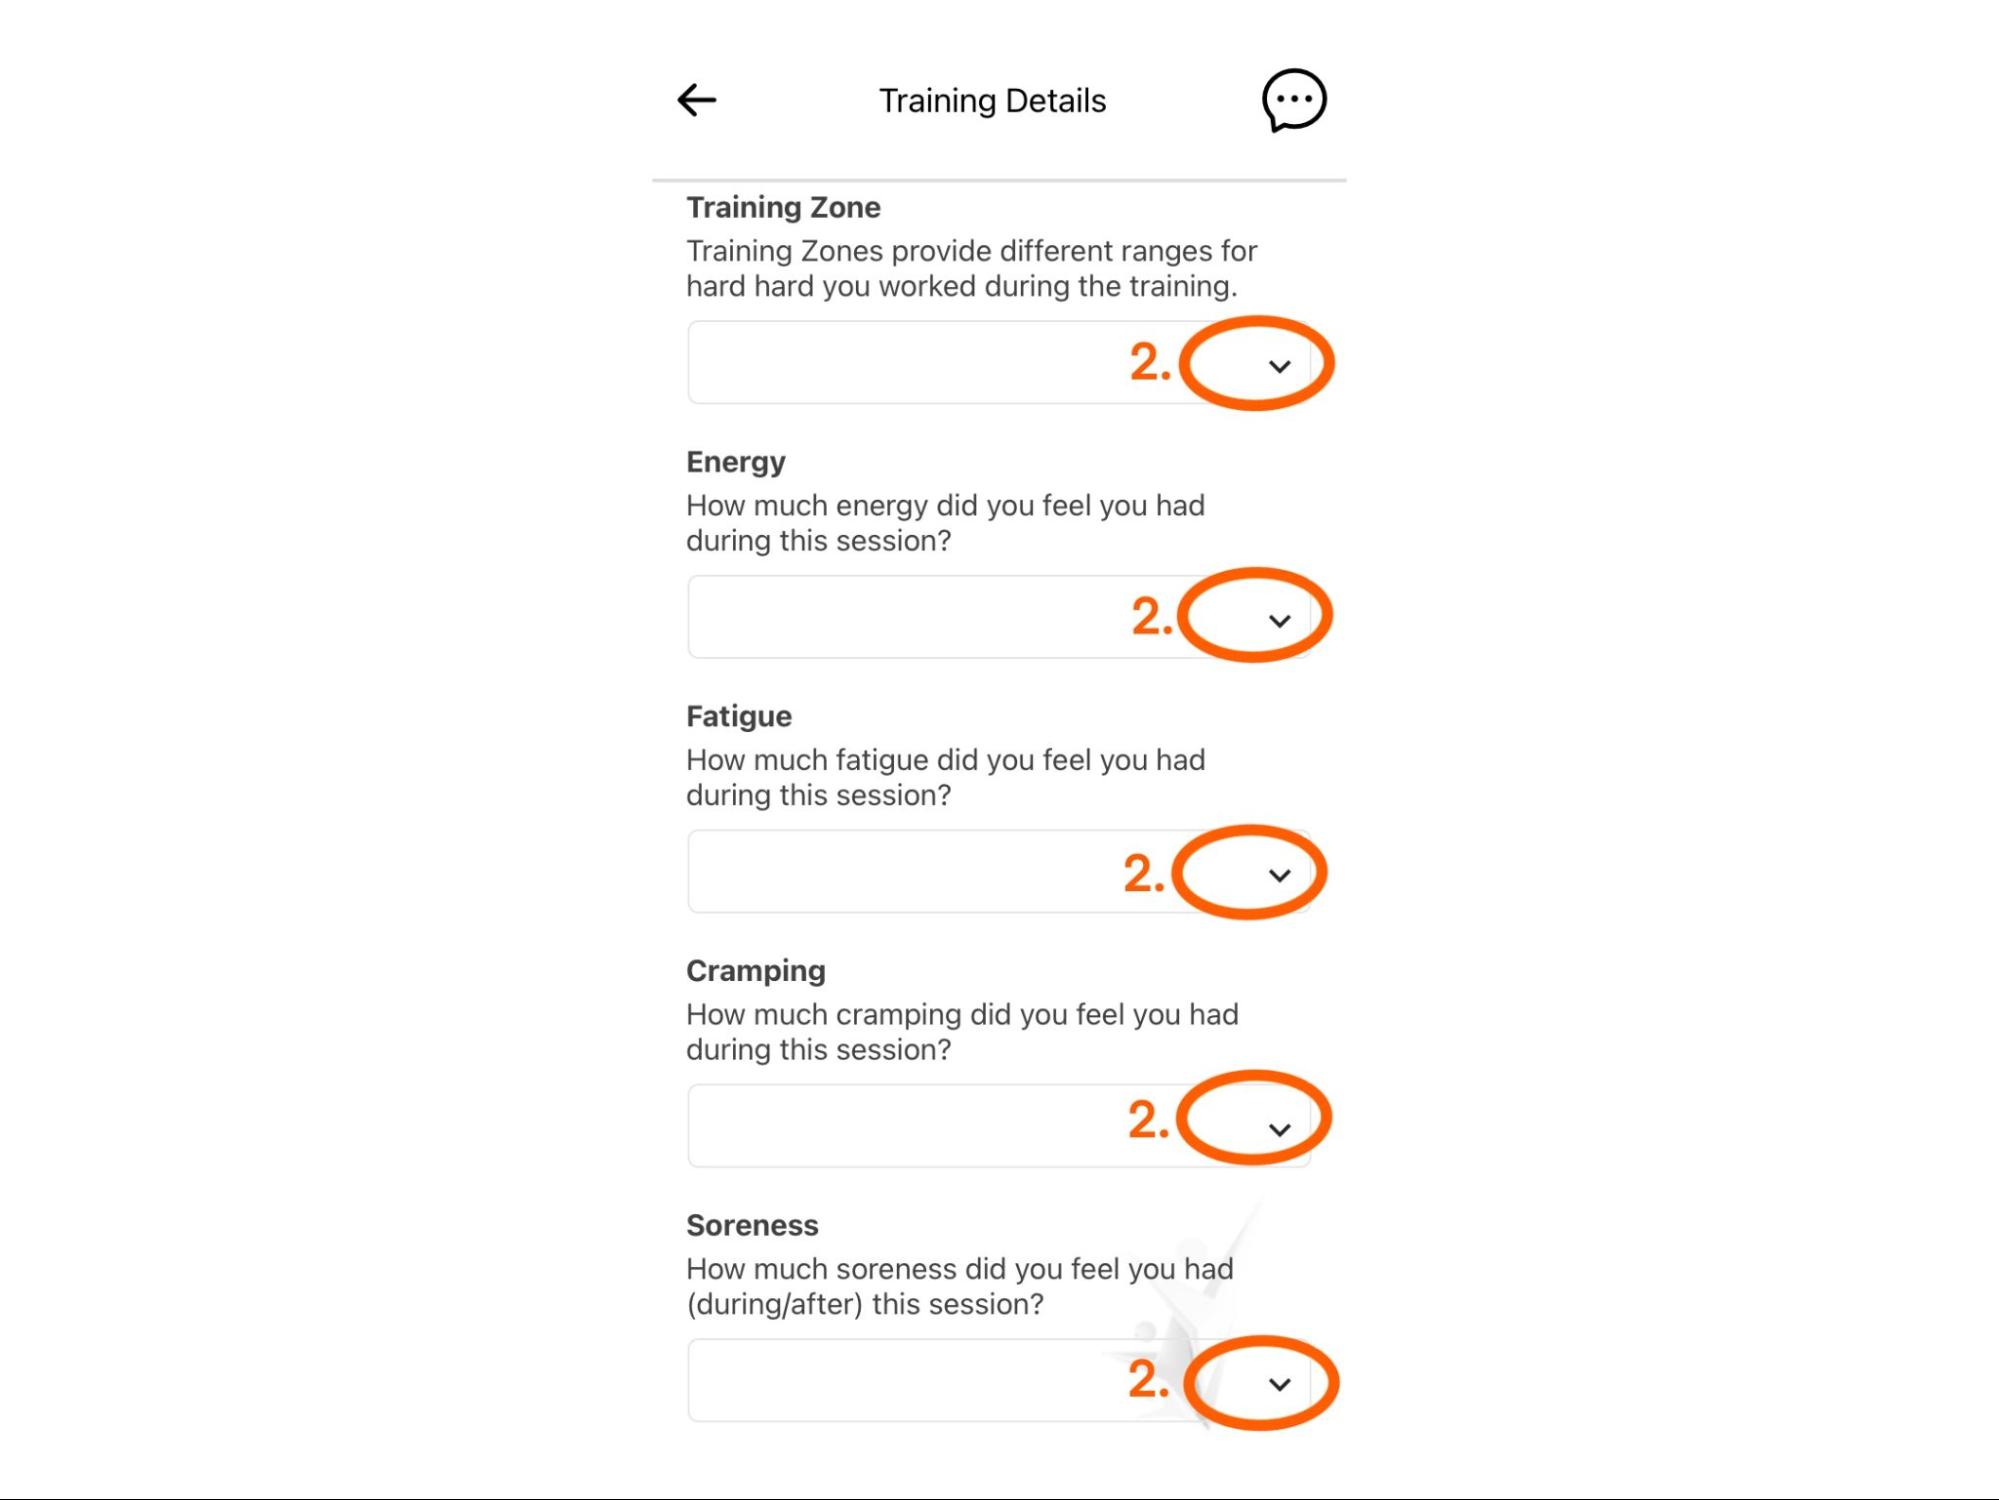 Training Details
Training Zone
Training Zones provide different ranges for
hard hard you worked during the training.
2.
Energy
How much energy did you feel you had
during this session?
2.
Fatigue
How much fatigue did you feel you had
during this session?
2.
Cramping
How much cramping did you feel you had
during this session?
2.
Soreness
How much soreness did you feel you had
(during/after) this session?
2.